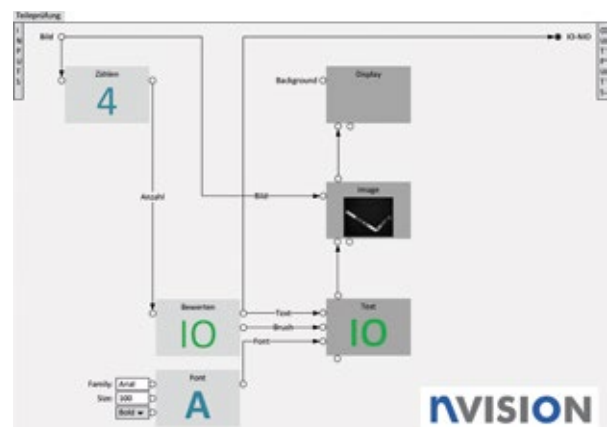 Teileprüfung
INPUTS
Bild
IO-NIO
Zählen
4
Background
Display
Anzahl
Bild
Image
Bewerten
IO
Text
Brush
Font
Text
IO
Font
A
Family: Arial
Size: 100
Bold
nVISION